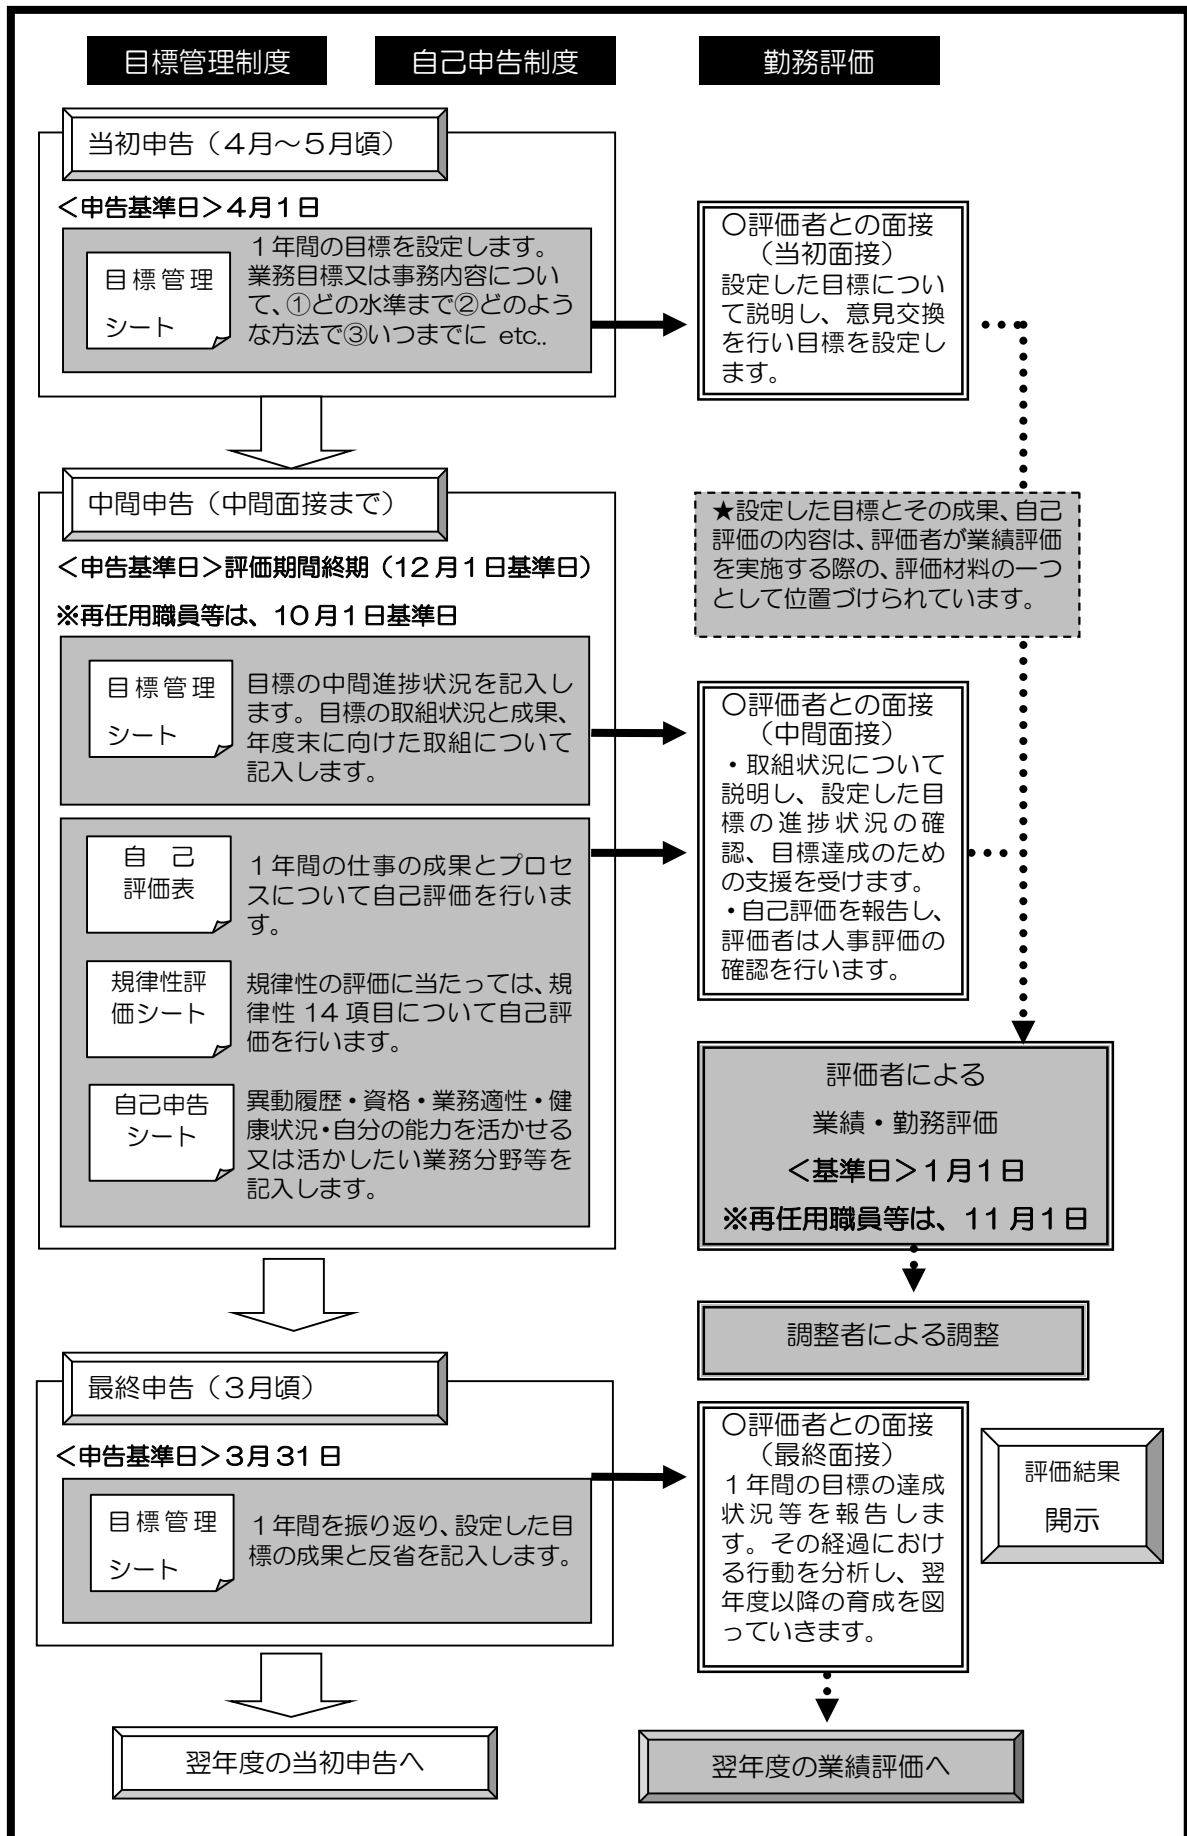 目標管理制度
自己申告制度
勤務評価
当初申告（４月～５月頃）
＜申告基準日＞４月１日
目標管理
シート
１年間の目標を設定します。
業務目標又は事務内容につい
て、①どの水準まで②どのよう
な方法で③いつまでに etc..
〇評価者との面接
（当初面接）
設定した目標につい
て説明し、意見交換
を行い目標を設定し
ます。
中間申告（中間面接まで）
＜申告基準日＞評価期間終期（12月１日基準日）
※再任用職員等は、10月１日基準日
★設定した目標とその成果、自己
評価の内容は、評価者が業績評価
を実施する際の、評価材料の一つ
として位置づけられています。
目標管理
シート
目標の中間進捗状況を記入し
ます。目標の取組状況と成果、
年度末に向けた取組について
記入します。
自　己
評価表
１年間の仕事の成果とプロセ
スについて自己評価を行いま
す。
規律性評
価シート
規律性の評価に当たっては、規
律性 14 項目について自己評
価を行います。
自己申告
シート
異動履歴・資格・業務適性・健
康状況・自分の能力を活かせる
又は活かしたい業務分野等を
記入します。
〇評価者との面接
（中間面接）
・取組状況について
説明し、設定した目
標の進捗状況の確
認、目標達成のため
の支援を受けます。
・自己評価を報告し、
評価者は人事評価の
確認を行います。
評価者による
業績・勤務評価
＜基準日＞１月１日
※再任用職員等は、11月１日
調整者による調整
最終申告（３月頃）
＜申告基準日＞３月31日
目標管理
シート
１年間を振り返り、設定した目
標の成果と反省を記入します。
〇評価者との面接
（最終面接）
１年間の目標の達成
状況等を報告しま
す。その経過におけ
る行動を分析し、翌
年度以降の育成を図
っていきます。
評価結果
開示
翌年度の当初申告へ
翌年度の業績評価へ